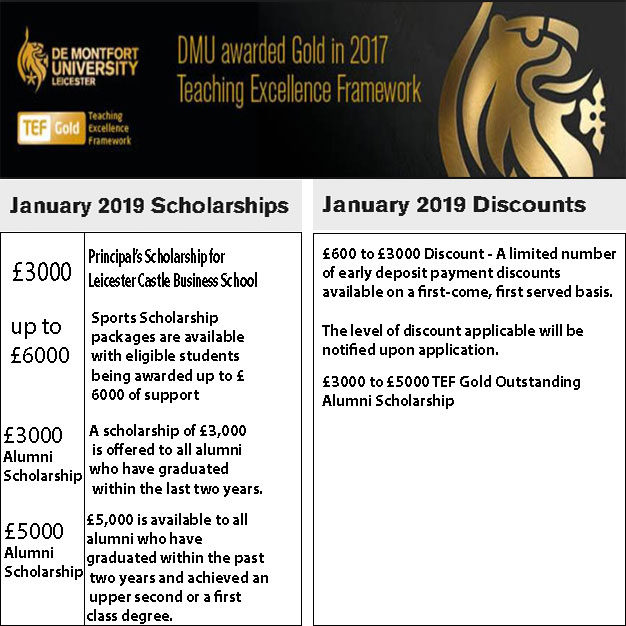 DE MONTFORT
UNIVERSITY
LEICESTER
TEF Gold
Teaching
Excellence
Framework
DMU awarded Gold in 2017
Teaching Excellence Framework
January 2019 Scholarships
£3000
Principal's Scholarship for
Leicester Castle Business School
up to
£6000
Sports Scholarship
packages are available
with eligible students
being awarded up to £
6000 of support
£3000
Alumni
Scholarship
A scholarship of £3,000
is offered to all alumni
who have graduated
within the last two years.
£5000
Alumni
Scholarship
£5,000 is available to all
alumni who have
graduated within the past
two years and achieved an
upper second or a first
class degree.
January 2019 Discounts
£600 to £3000 Discount - A limited number
of early deposit payment discounts
available on a first-come, first served basis.
The level of discount applicable will be
notified upon application.
£3000 to £5000 TEF Gold Outstanding
Alumni Scholarship